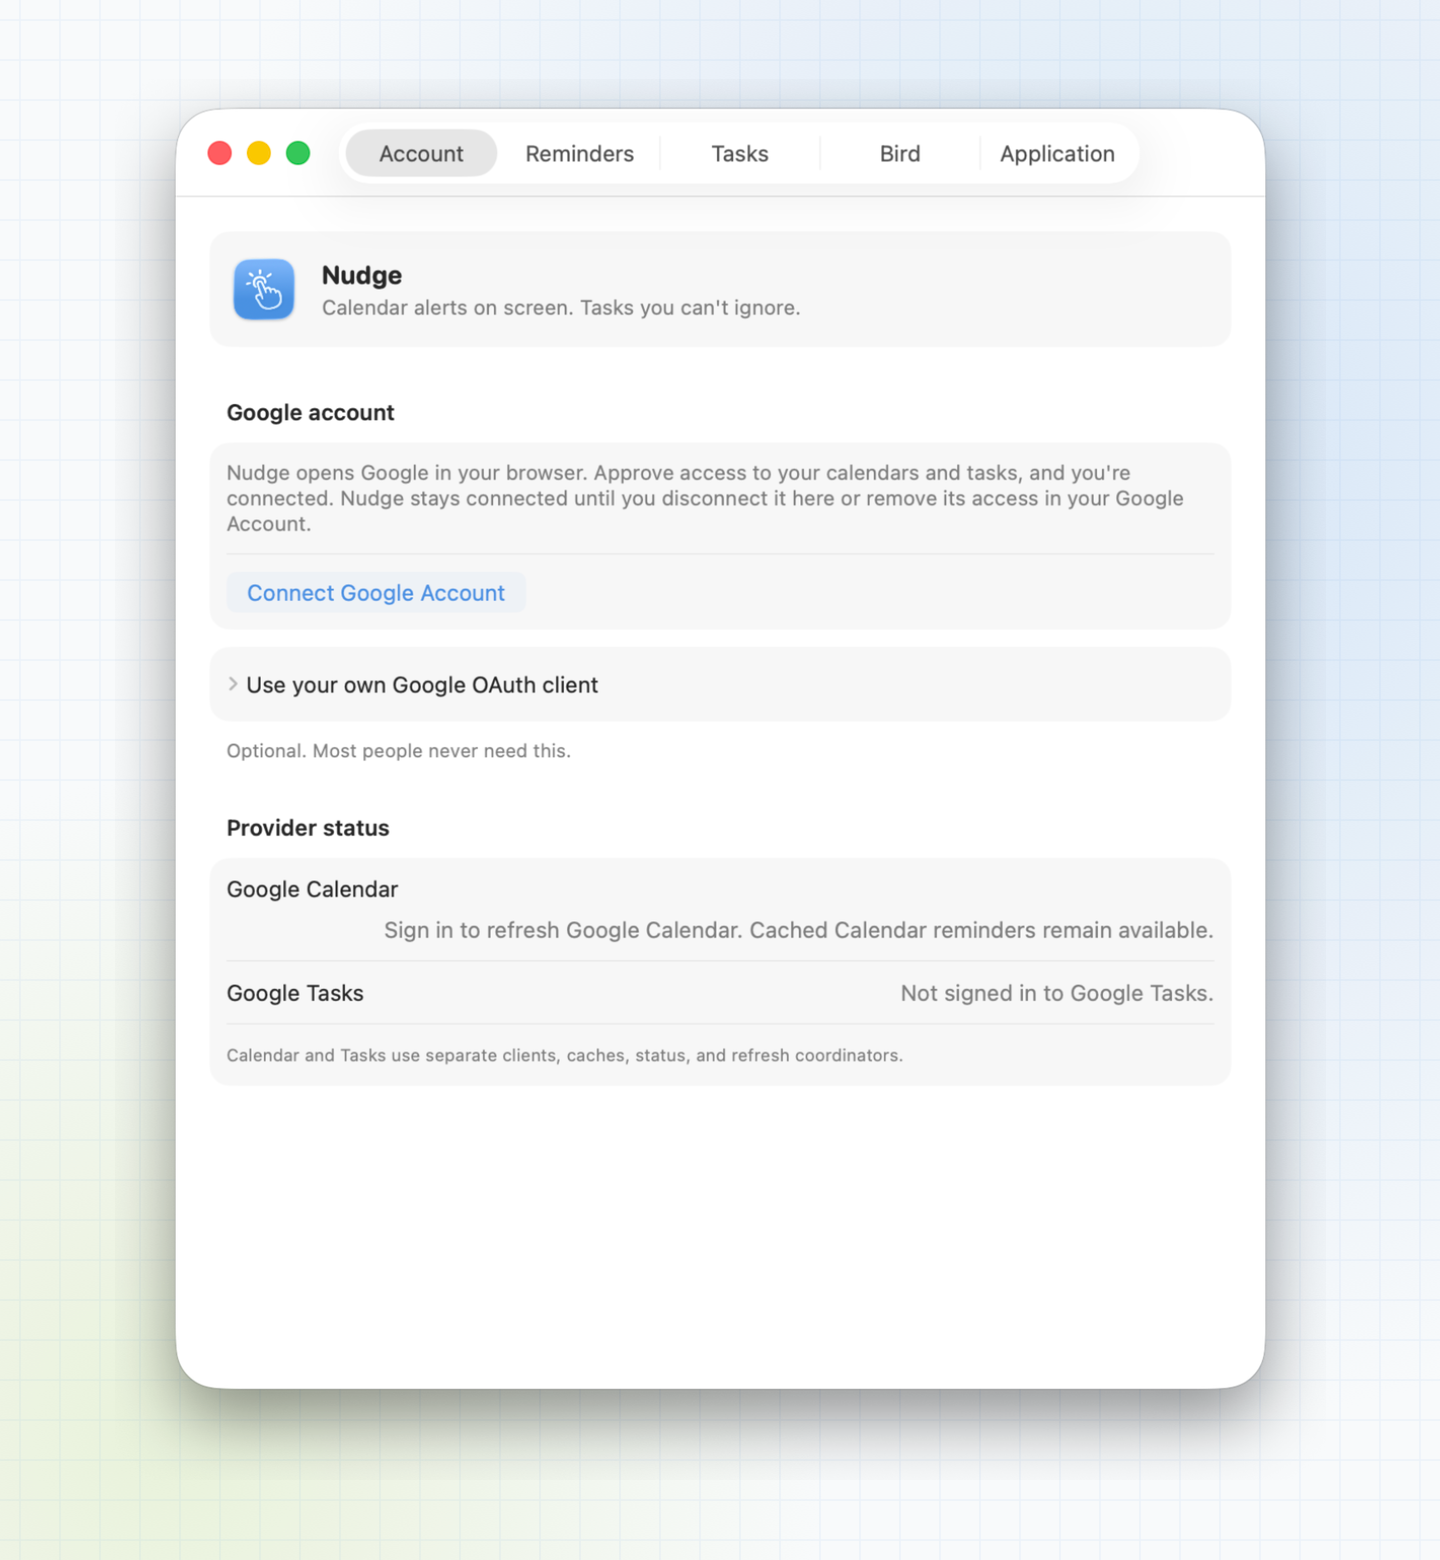 Account
Reminders
Tasks
Bird
Application
Nudge
Calendar alerts on screen. Tasks you can't ignore.
Google account
Nudge opens Google in your browser. Approve access to your calendars and tasks, and you're
connected. Nudge stays connected until you disconnect it here or remove its access in your Google
Account.
Connect Google Account
Use your own Google OAuth client
Optional. Most people never need this.
Provider status
Google Calendar
Sign in to refresh Google Calendar. Cached Calendar reminders remain available.
Google Tasks
Not signed in to Google Tasks.
Calendar and Tasks use separate clients, caches, status, and refresh coordinators.